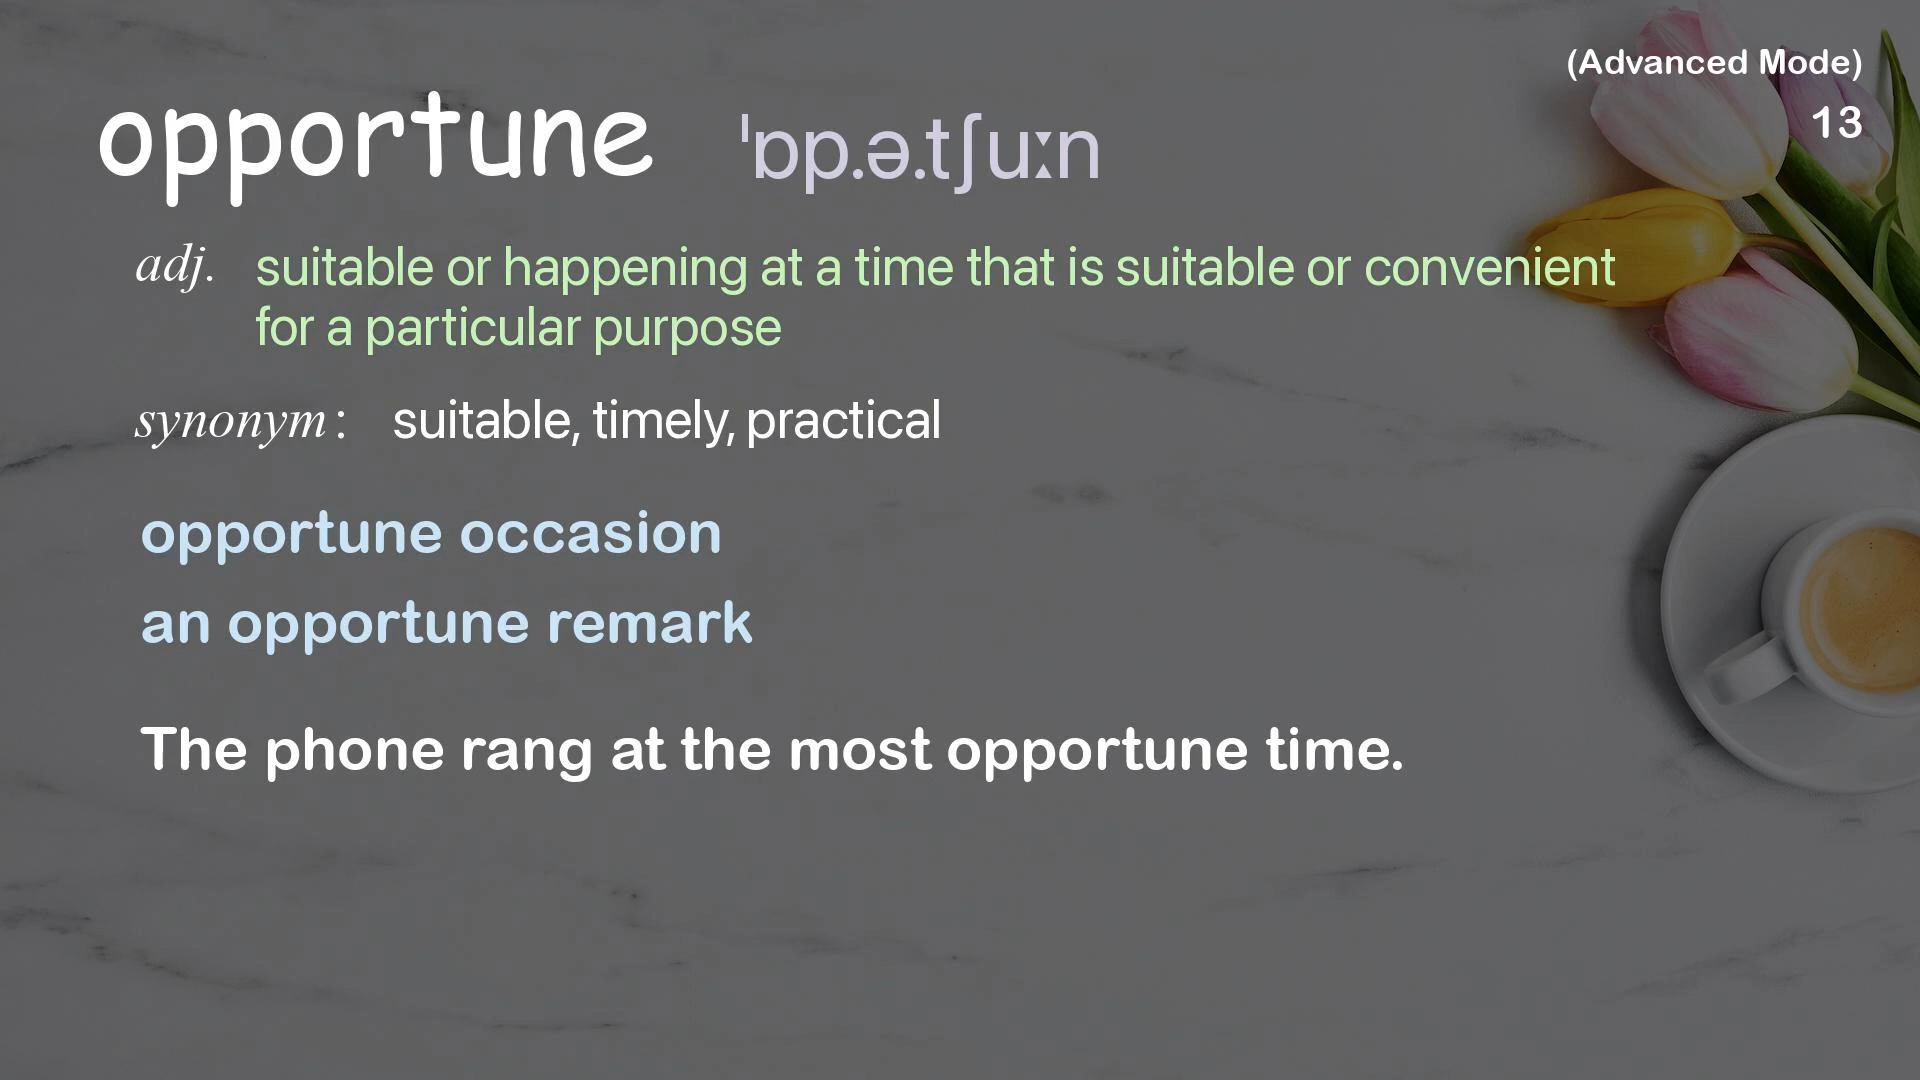 (Advanced Mode)
13
opportune ˈɒp.ə.tʃuːn
adj. suitable or happening at a time that is suitable or convenient
for a particular purpose
synonym: suitable, timely, practical
opportune occasion
an opportune remark
The phone rang at the most opportune time.